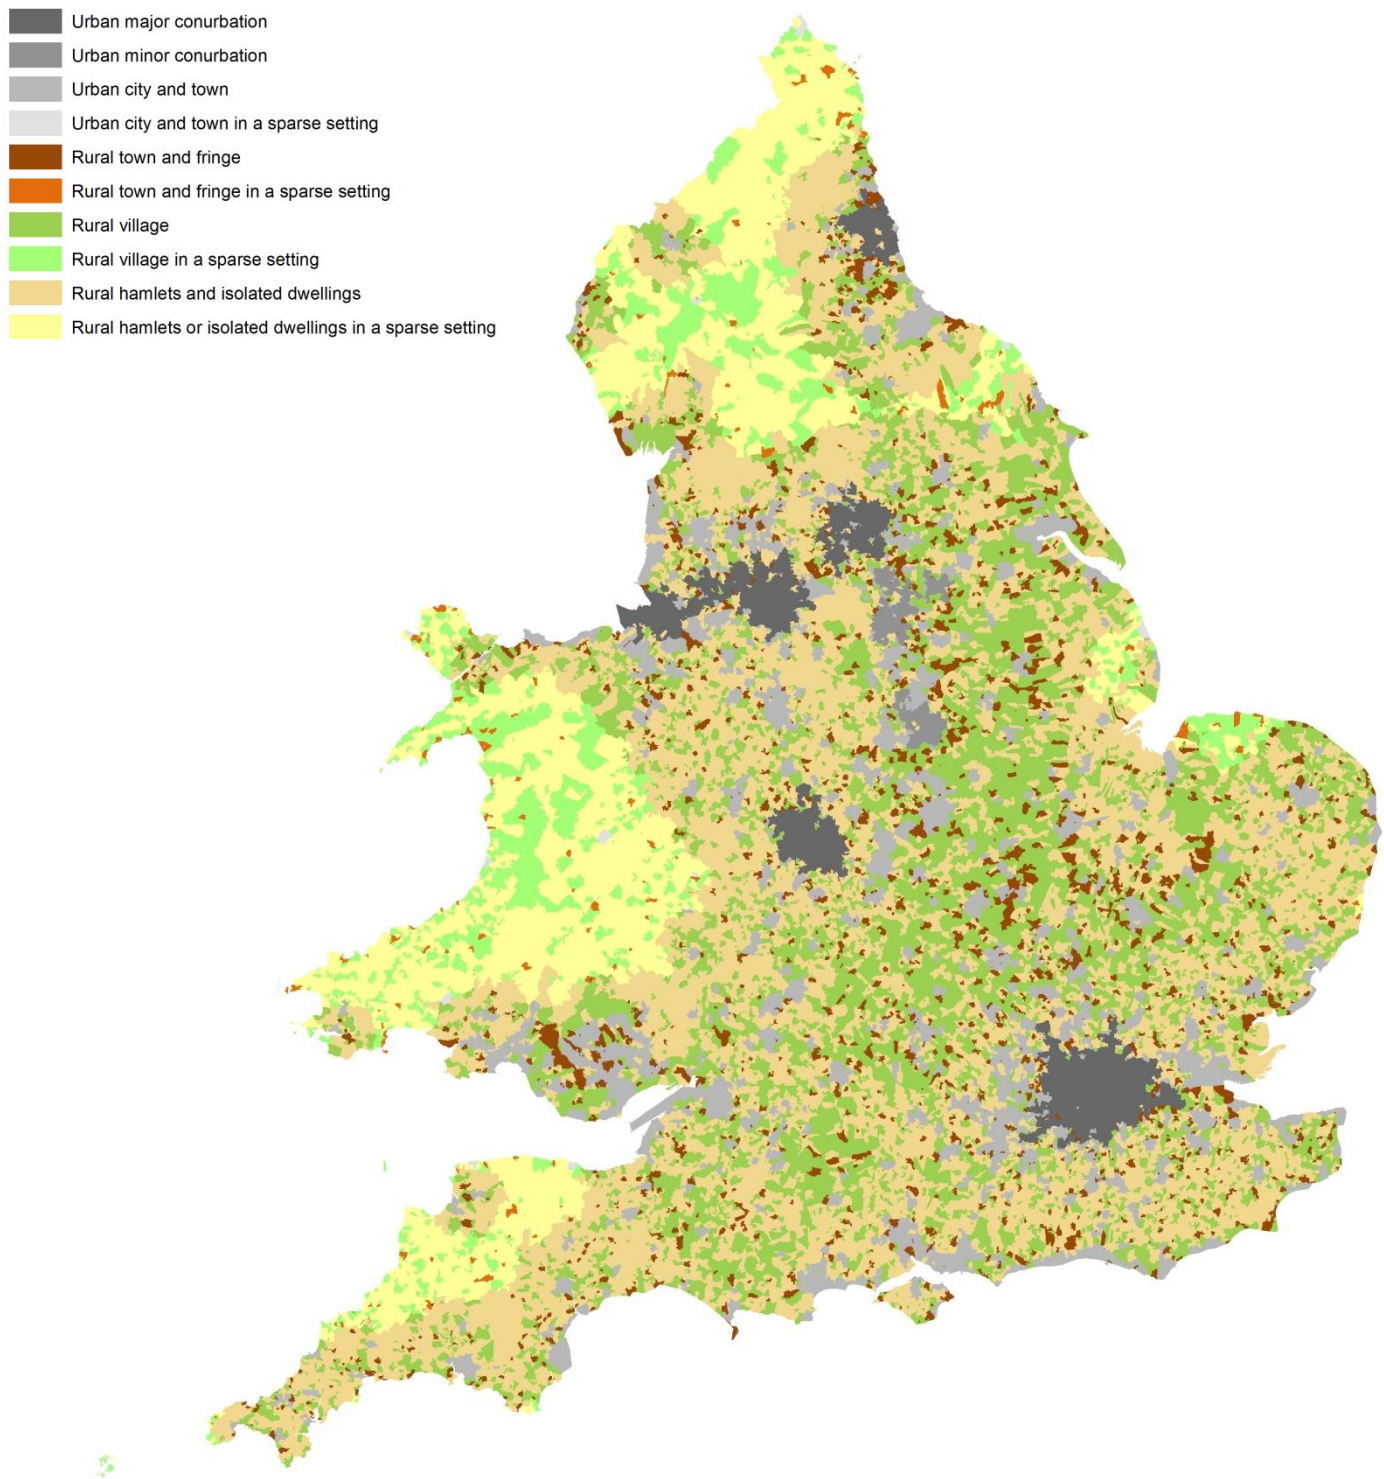 Urban major conurbation
Urban minor conurbation
Urban city and town
Urban city and town in a sparse setting
Rural town and fringe
Rural town and fringe in a sparse setting
Rural village
Rural village in a sparse setting
Rural hamlets and isolated dwellings
Rural hamlets or isolated dwellings in a sparse setting